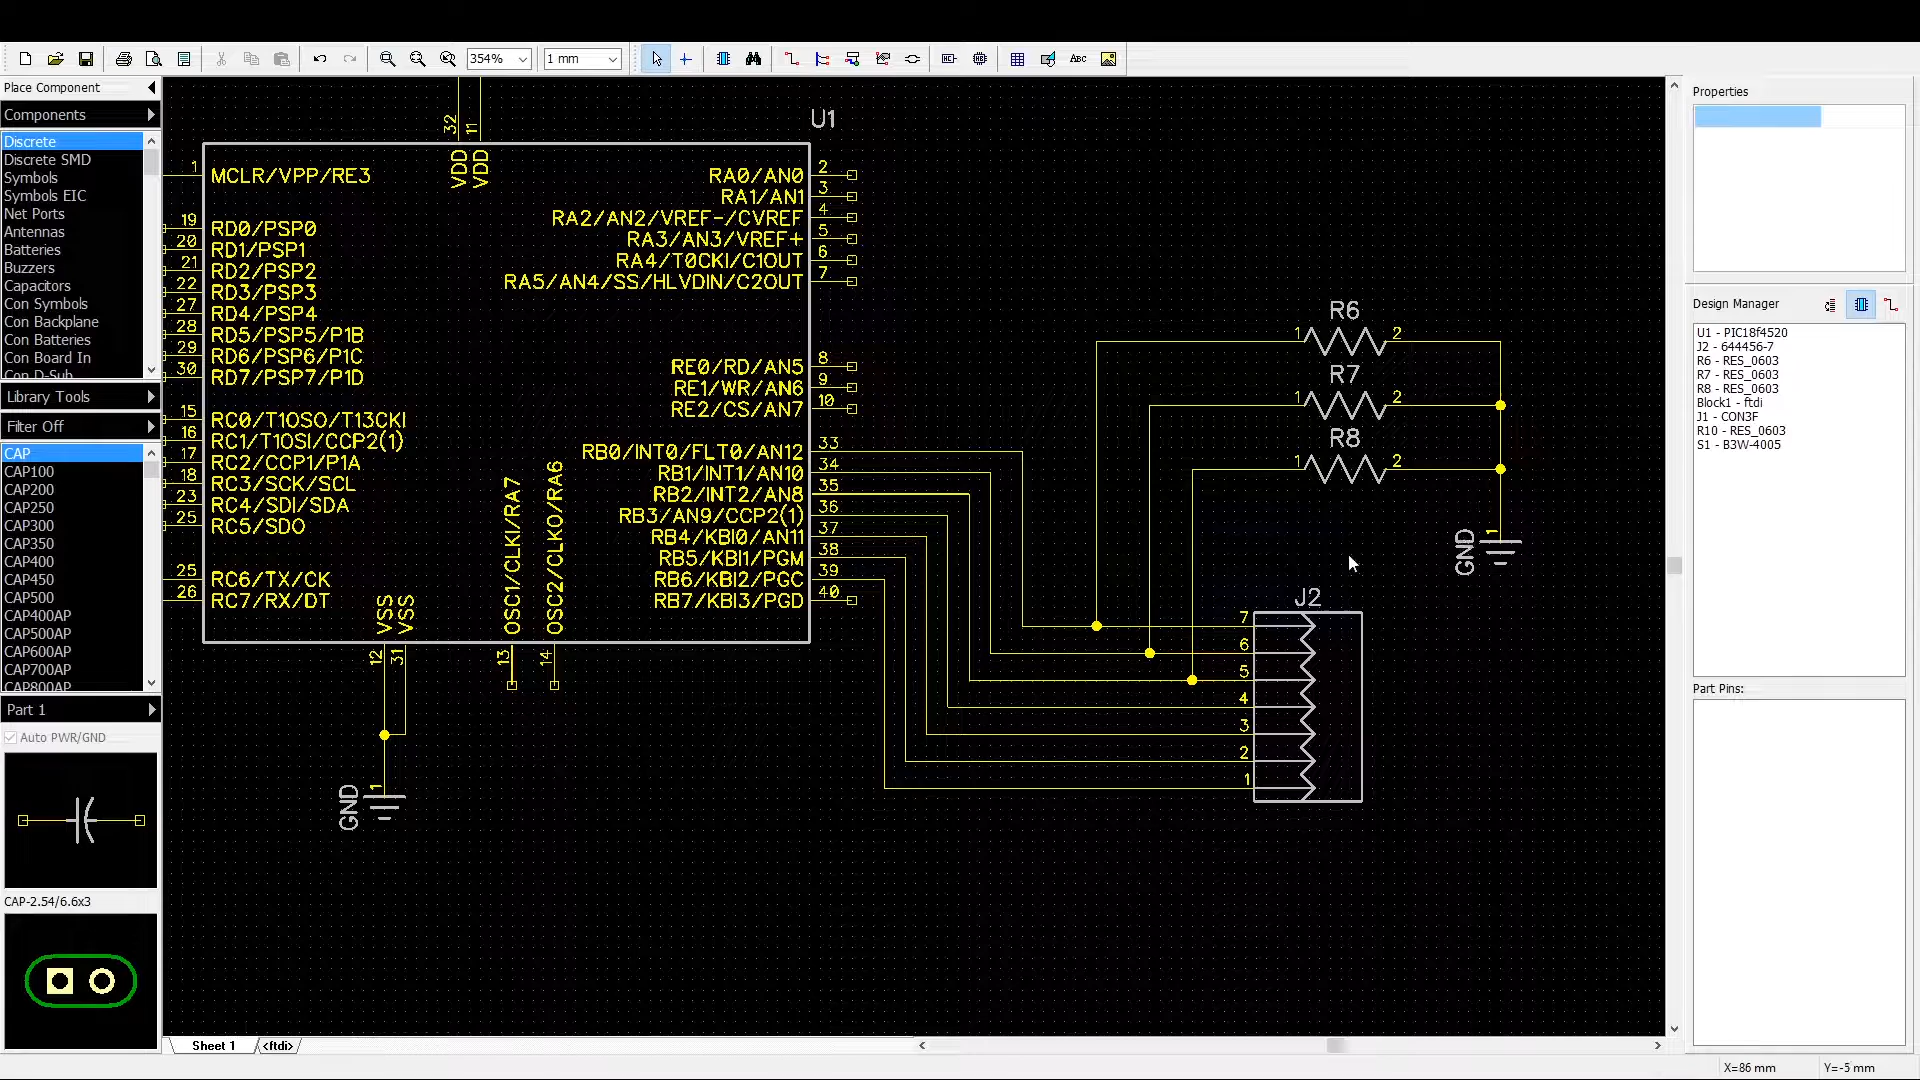 354%
1 mm
Abc
Place Component
Components
Discrete
Discrete SMD
Symbols
Symbols EIC
Net Ports
Antennas
Batteries
Buzzers
Capacitors
Con Symbols
Con Backplane
Con Batteries
Con Board In
Con D-Sub
Library Tools
Filter Off
CAP
CAP100
CAP200
CAP250
CAP300
CAP350
CAP400
CAP450
CAP500
CAP400AP
CAP500AP
CAP600AP
CAP700AP
CAP800AP
Part 1
Auto PWR/GND
CAP-2.54/6.6x3
U1
32
11
VDD
VDD
1
MCLR/VPP/RE3
19
RD0/PSP0
20
RD1/PSP1
21
RD2/PSP2
22
RD3/PSP3
27
RD4/PSP4
28
RD5/PSP5/P1B
29
RD6/PSP6/P1C
30
RD7/PSP7/P1D
15
RC0/T1OSO/T13CKI
16
RC1/T1OSI/CCP2(1)
17
RC2/CCP1/P1A
18
RC3/SCK/SCL
23
RC4/SDI/SDA
25
RC5/SDO
25
RC6/TX/CK
26
RC7/RX/DT
VSS
VSS
12
31
OSC1/CLKI/RA7
OSC2/CLKO/RA6
13
14
GND
1
RA0/AN0
2
RA1/AN1
3
RA2/AN2/VREF-/CVREF
4
RA3/AN3/VREF+
5
RA4/T0CKI/C1OUT
6
RA5/AN4/SS/HLVDIN/C2OUT
7
RE0/RD/AN5
8
RE1/WR/AN6
9
RE2/CS/AN7
10
RB0/INT0/FLT0/AN12
33
RB1/INT1/AN10
34
RB2/INT2/AN8
35
RB3/AN9/CCP2(1)
36
RB4/KBI0/AN11
37
RB5/KBI1/PGM
38
RB6/KBI2/PGC
39
RB7/KBI3/PGD
40
R6
1
2
R7
1
2
R8
1
2
GND
1
J2
7
6
5
4
3
2
1
Sheet 1
<ftdi>
Properties
Design Manager
U1 - PIC18f4520
J2 - 644456-7
R6 - RES_0603
R7 - RES_0603
R8 - RES_0603
Block1 - ftdi
J1 - CON3F
R10 - RES_0603
S1 - B3W-4005
Part Pins:
X=86 mm
Y=-5 mm